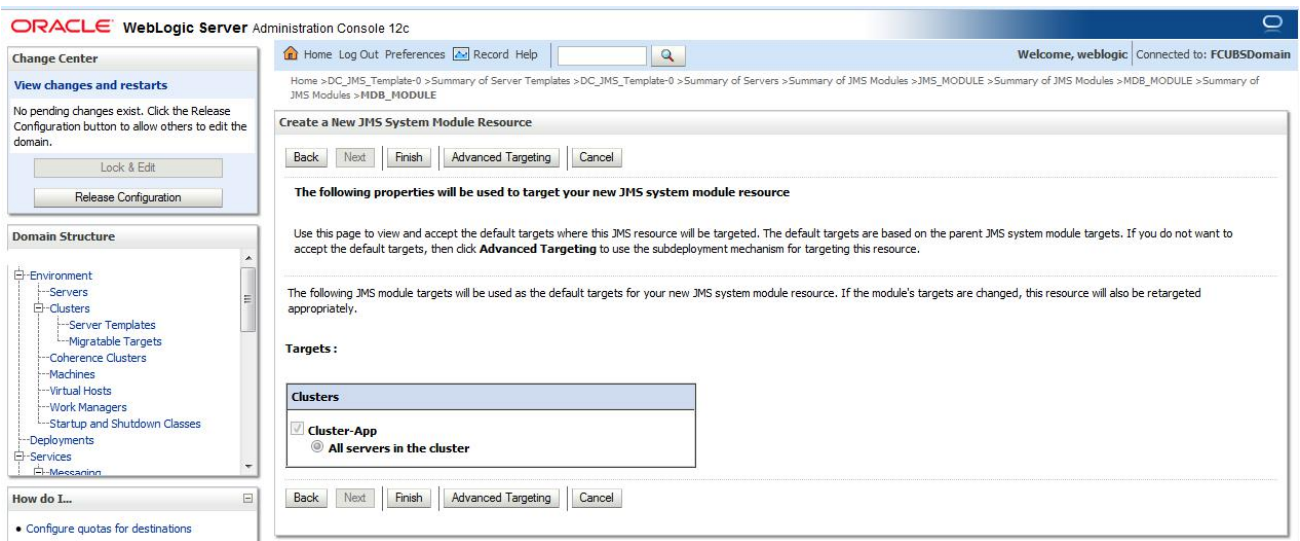 ORACLE WebLogic Server Administration Console 12c
Change Center
View changes and restarts
No pending changes exist. Click the Release
Configuration button to allow others to edit the
domain.
Lock & Edit
Release Configuration
Domain Structure
Environment
Servers
Clusters
Server Templates
Migratable Targets
Coherence Clusters
Machines
Virtual Hosts
Work Managers
Startup and Shutdown Classes
Deployments
Services
Messaging
How do I...
Configure quotas for destinations
Home Log Out Preferences Record Help
Welcome, weblogic Connected to: FCUBSDomain
Home >DC_JMS_Template-0 >Summary of Server Templates >DC_JMS_Template-0 >Summary of Servers >Summary of JMS Modules >JMS_MODULE >Summary of JMS Modules >MDB_MODULE >Summary of
JMS Modules >MDB_MODULE
Create a New JMS System Module Resource
Back Next Finish Advanced Targeting Cancel
The following properties will be used to target your new JMS system module resource
Use this page to view and accept the default targets where this JMS resource will be targeted. The default targets are based on the parent JMS system module targets. If you do not want to
accept the default targets, then click Advanced Targeting to use the subdeployment mechanism for targeting this resource.
The following JMS module targets will be used as the default targets for your new JMS system module resource. If the module's targets are changed, this resource will also be retargeted
appropriately.
Targets :
Clusters
Cluster-App
All servers in the cluster
Back Next Finish Advanced Targeting Cancel